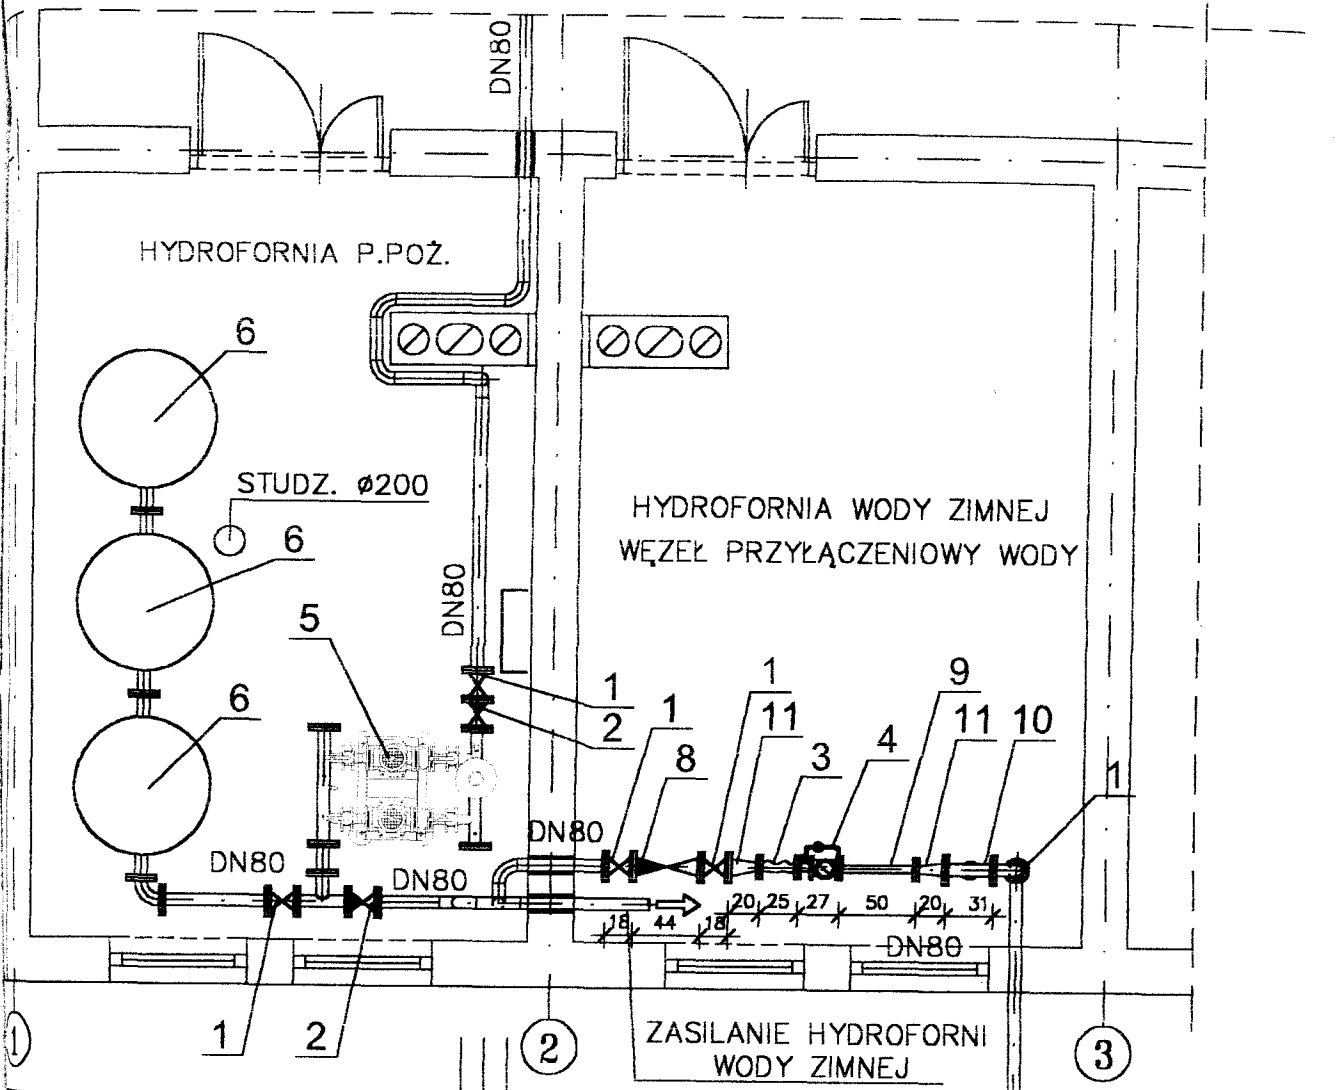 DN80
HYDROFORNIA P.POŻ.
6
STUDZ. ø200
6
HYDROFORNIA WODY ZIMNEJ
WĘZEŁ PRZYŁĄCZENIOWY WODY
DN80
5
6
1
2
1
8
1
11
3
4
9
11
10
1
DN80
DN80
DN80
20 25 27 50 20 31
18 44 18
DN80
1
2
1
2
3
ZASILANIE HYDROFORNI
WODY ZIMNEJ
1